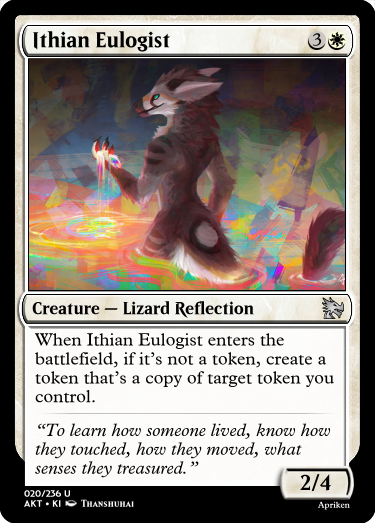 Ithian Eulogist 3
Creature — Lizard Reflection
When Ithian Eulogist enters the
battlefield, if it's not a token, create a
token that's a copy of target token you
control.
"To learn how someone lived, know how
they touched, how they moved, what
senses they treasured."
2/4
020/236 U
AKT • KI Thanshuhai
Apriken